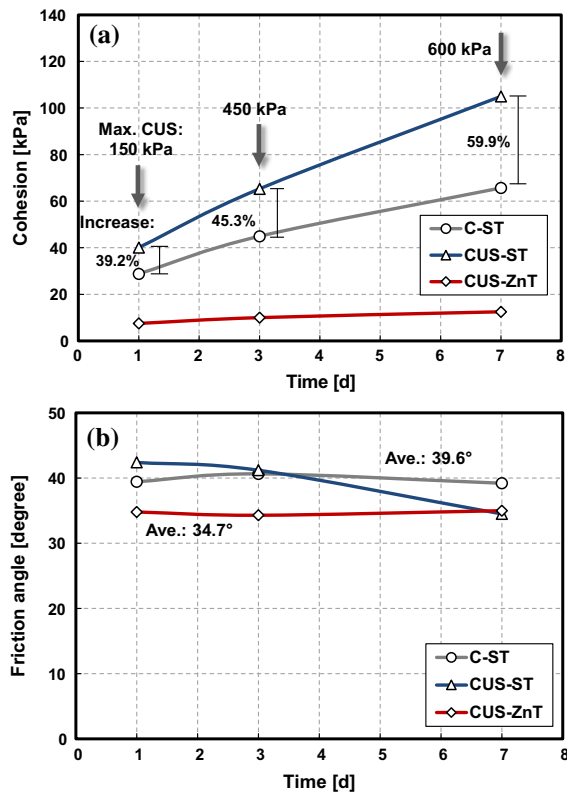 (a)
600 kPa
450 kPa
Max. CUS:
150 kPa
59.9%
Increase:
45.3%
39.2%
C-ST
CUS-ST
CUS-ZnT
Cohesion [kPa]
140
120
100
80
60
40
20
0
0 1 2 3 4 5 6 7 8
Time [d]
(b)
Ave.: 39.6°
Ave.: 34.7°
C-ST
CUS-ST
CUS-ZnT
Friction angle [degree]
50
40
30
20
10
0
0 1 2 3 4 5 6 7 8
Time [d]